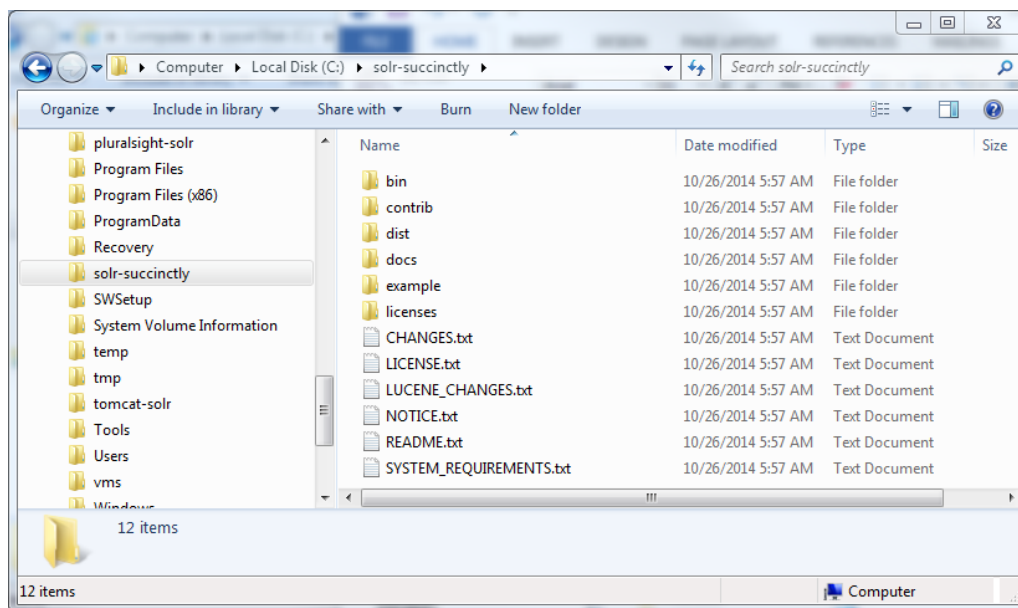 Computer Local Disk (C:) solr-succinctly Search solr-succinctly
Organize Include in library Share with Burn New folder
pluralsight-solr
Program Files
Program Files (x86)
ProgramData
Recovery
solr-succinctly
SWSetup
System Volume Information
temp
tmp
tomcat-solr
Tools
Users
vms
Windows
Name Date modified Type Size
bin 10/26/2014 5:57 AM File folder
contrib 10/26/2014 5:57 AM File folder
dist 10/26/2014 5:57 AM File folder
docs 10/26/2014 5:57 AM File folder
example 10/26/2014 5:57 AM File folder
licenses 10/26/2014 5:57 AM File folder
CHANGES.txt 10/26/2014 5:57 AM Text Document
LICENSE.txt 10/26/2014 5:57 AM Text Document
LUCENE_CHANGES.txt 10/26/2014 5:57 AM Text Document
NOTICE.txt 10/26/2014 5:57 AM Text Document
README.txt 10/26/2014 5:57 AM Text Document
SYSTEM_REQUIREMENTS.txt 10/26/2014 5:57 AM Text Document
12 items
12 items Computer